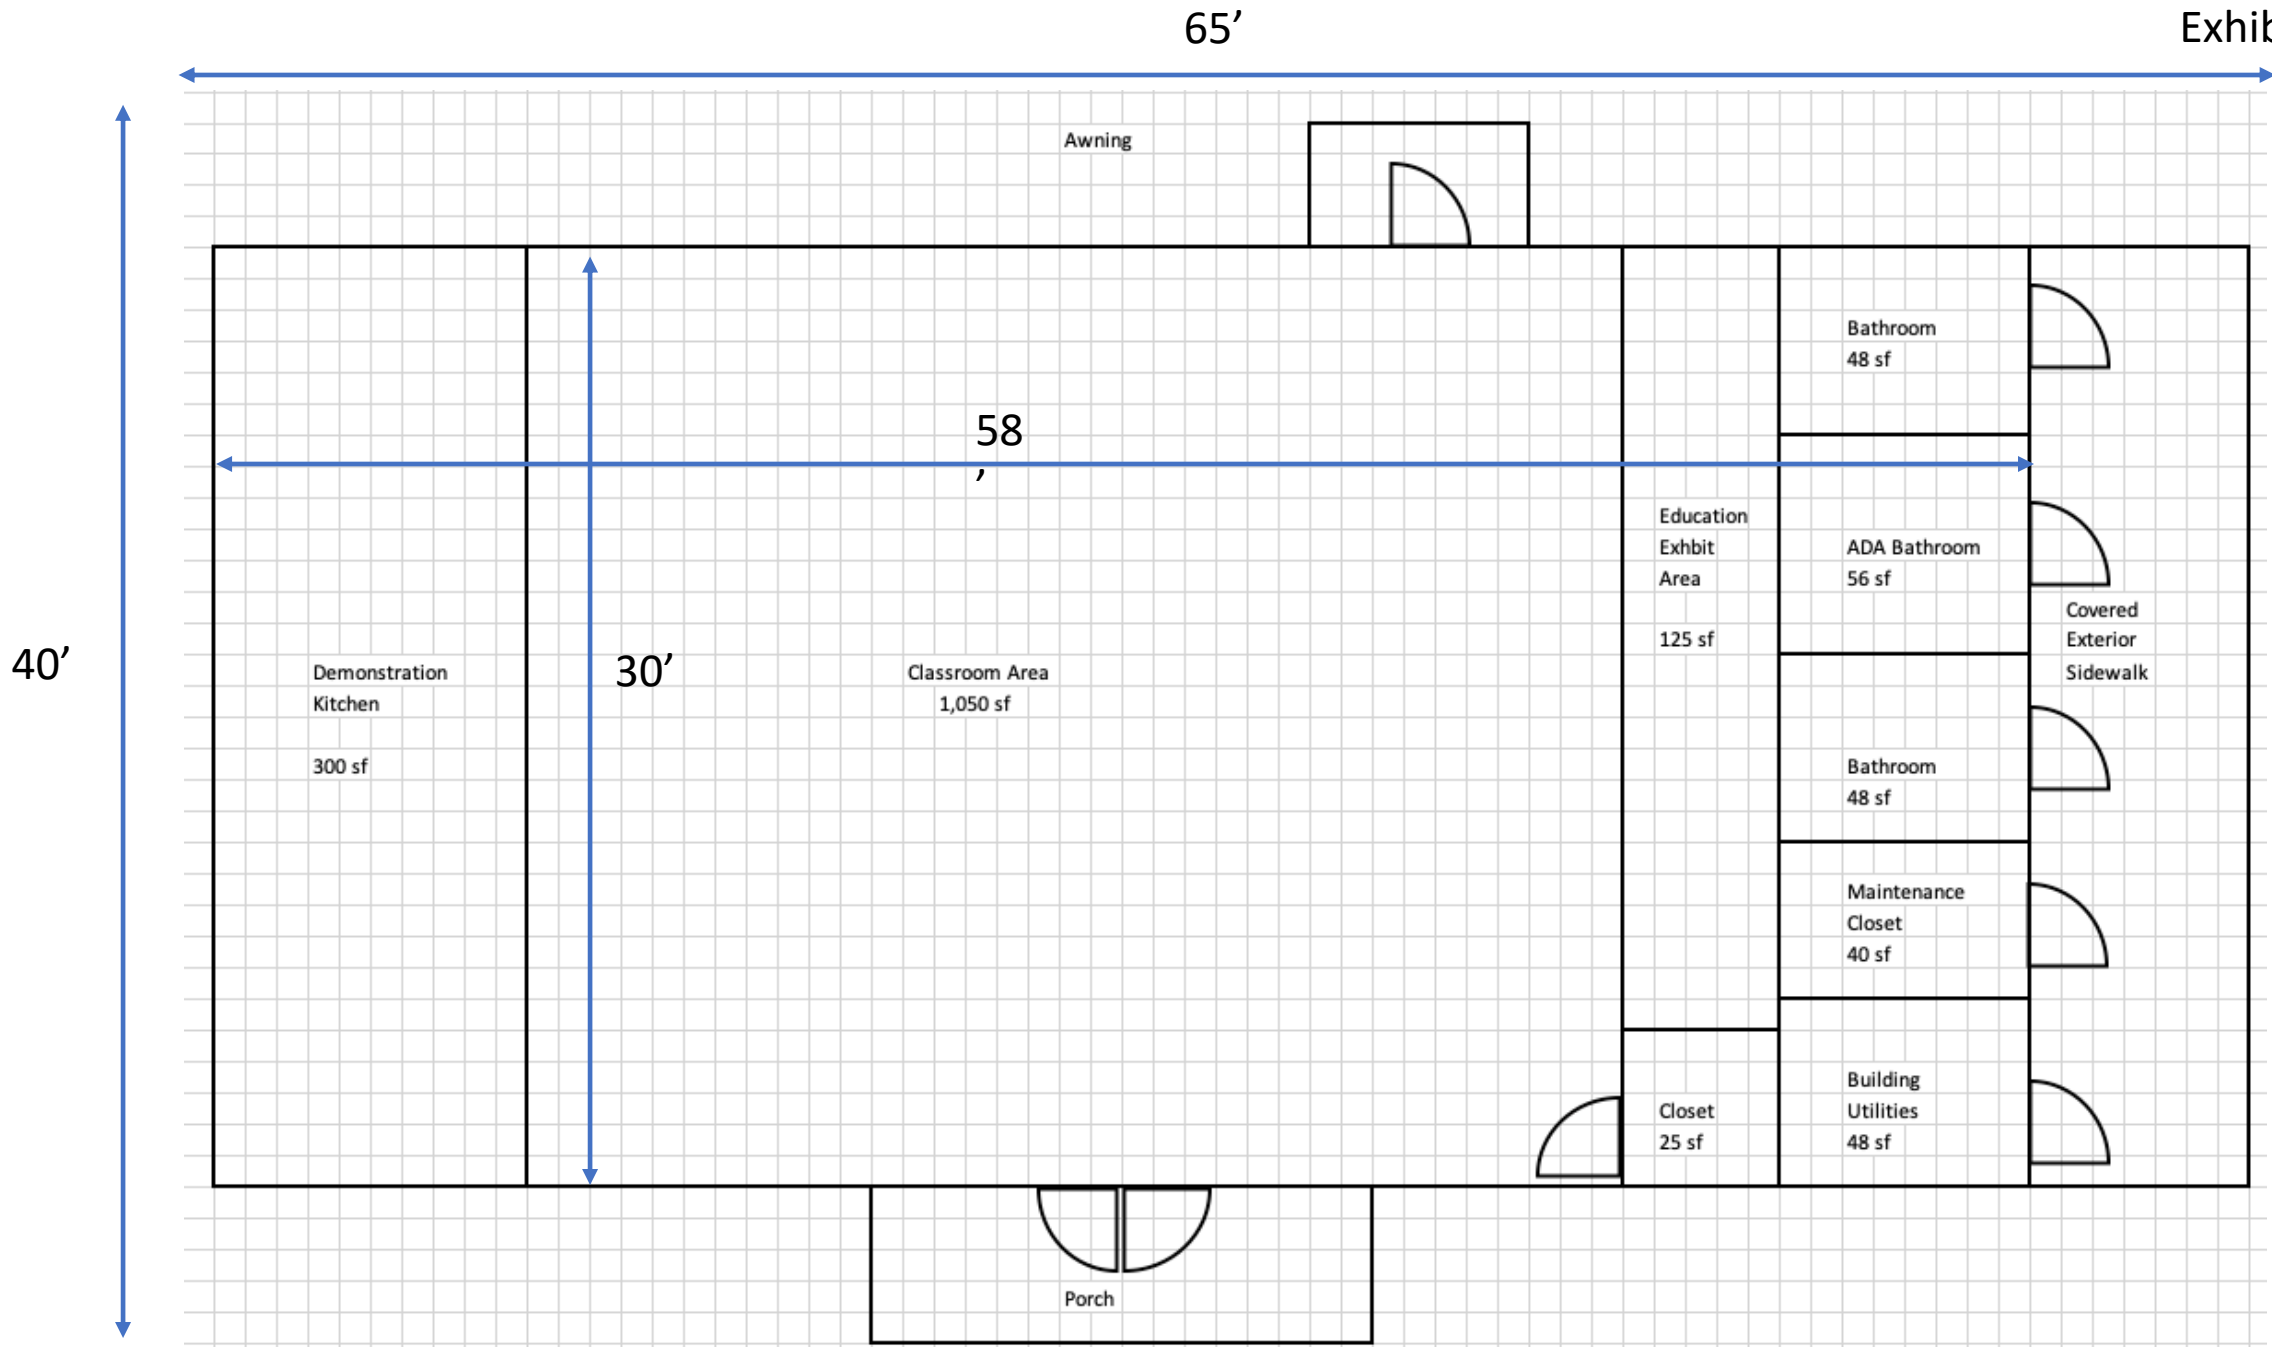 65’
Exhib
Awning
Bathroom
48 sf
58
’
Education
Exhbit
Area
125 sf
ADA Bathroom
56 sf
Covered
Exterior
Sidewalk
40’
30’
Demonstration
Kitchen
300 sf
Classroom Area
1,050 sf
Bathroom
48 sf
Maintenance
Closet
40 sf
Building
Utilities
48 sf
Closet
25 sf
Porch